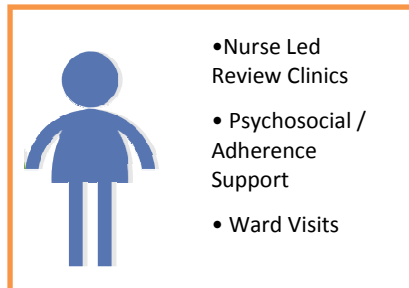 •Nurse Led
Review Clinics
• Psychosocial /
Adherence
Support
• Ward Visits